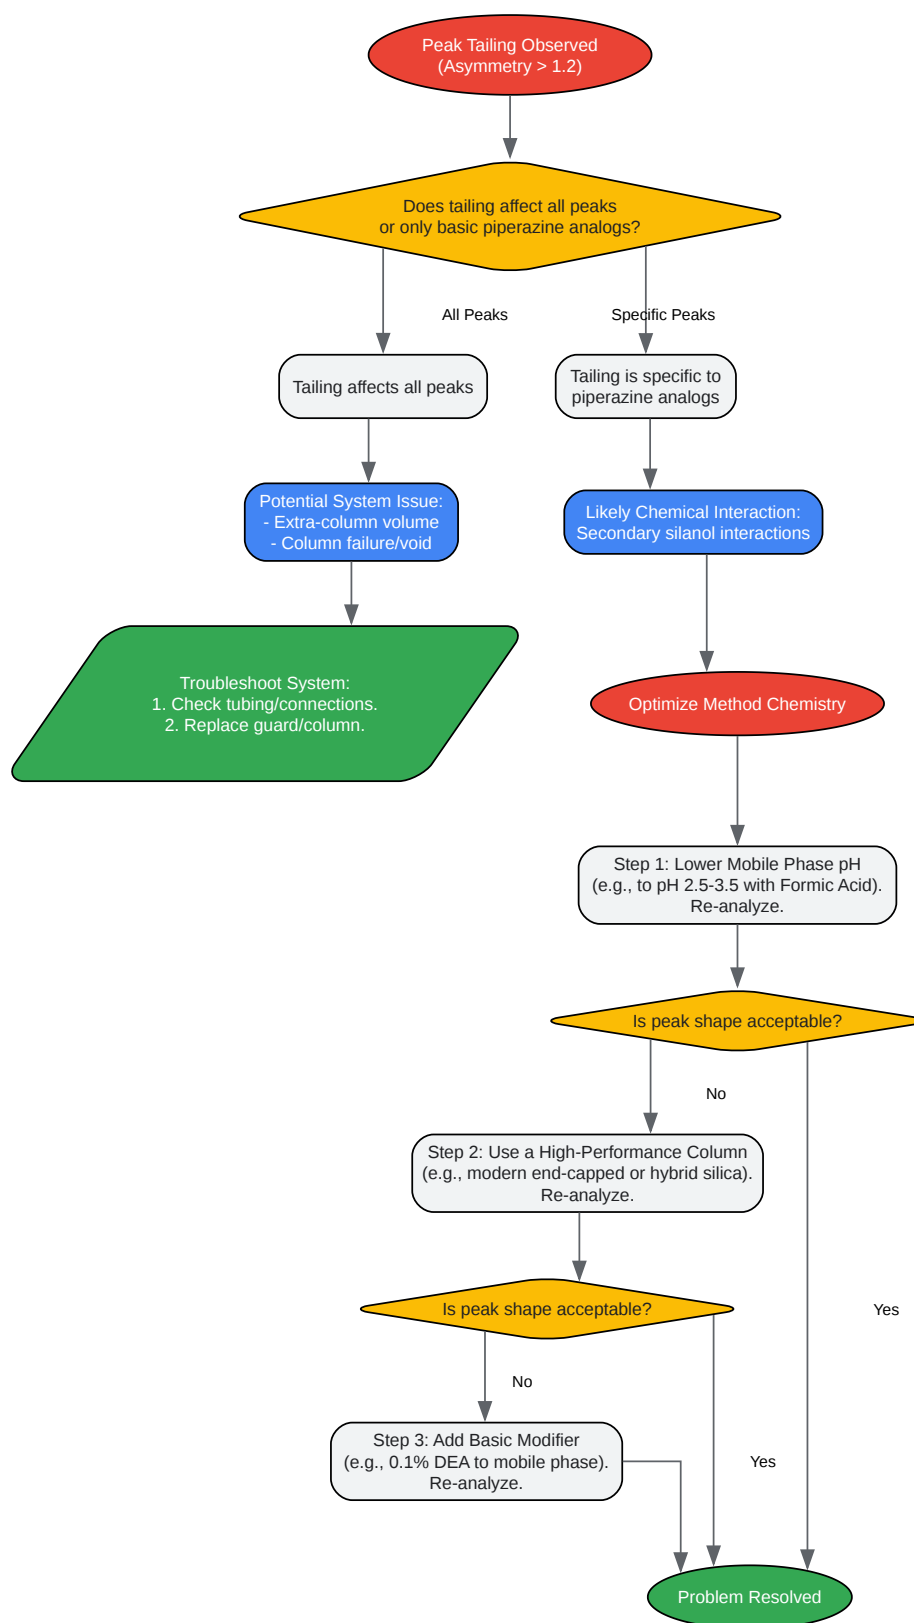 Peak Tailing Observed
(Asymmetry > 1.2)
Does tailing affect all peaks
or only basic piperazine analogs?
All Peaks
Specific Peaks
Tailing affects all peaks
Tailing is specific to
piperazine analogs
Potential System Issue:
- Extra-column volume
- Column failure/void
Likely Chemical Interaction:
Secondary silanol interactions
Troubleshoot System:
1. Check tubing/connections.
2. Replace guard/column.
Optimize Method Chemistry
Step 1: Lower Mobile Phase pH
(e.g., to pH 2.5-3.5 with Formic Acid).
Re-analyze.
Is peak shape acceptable?
No
Step 2: Use a High-Performance Column
(e.g., modern end-capped or hybrid silica).
Re-analyze.
Is peak shape acceptable?
Yes
No
Step 3: Add Basic Modifier
(e.g., 0.1% DEA to mobile phase).
Re-analyze.
Yes
Problem Resolved